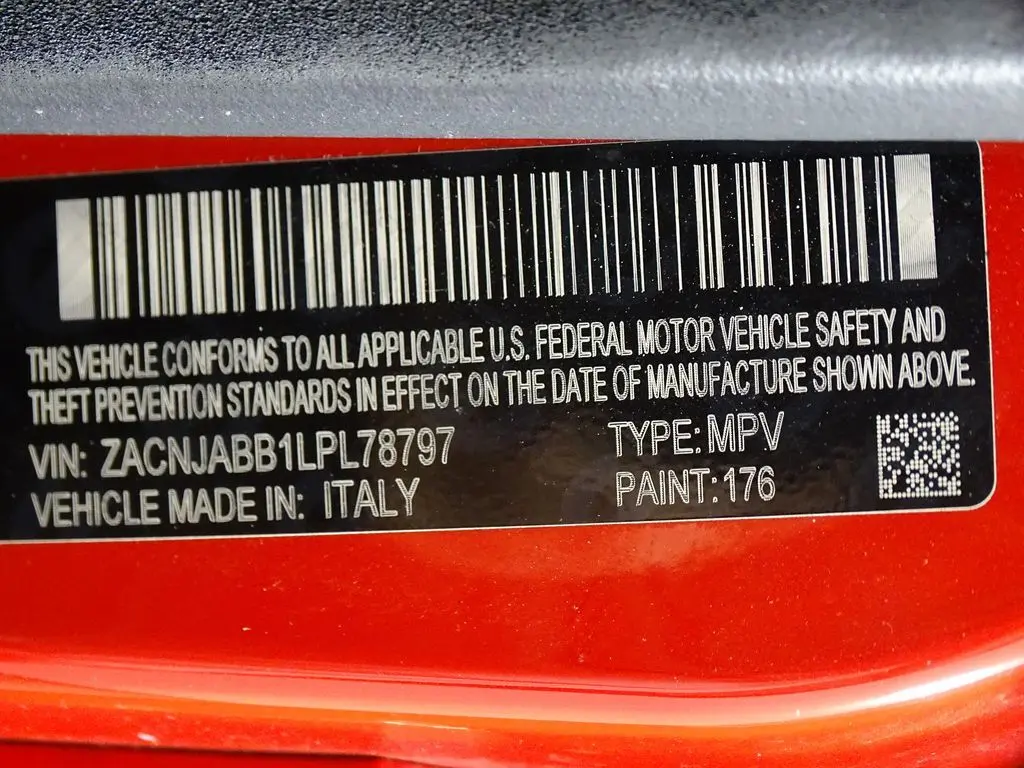 THIS VEHICLE CONFORMS TO ALL APPLICABLE U.S. FEDERAL MOTOR VEHICLE SAFETY AND
THEFT PREVENTION STANDARDS IN EFFECT ON THE DATE OF MANUFACTURE SHOWN ABOVE.
VIN: ZACNJABB1LPL78797 TYPE: MPV
VEHICLE MADE IN: ITALY PAINT: 176